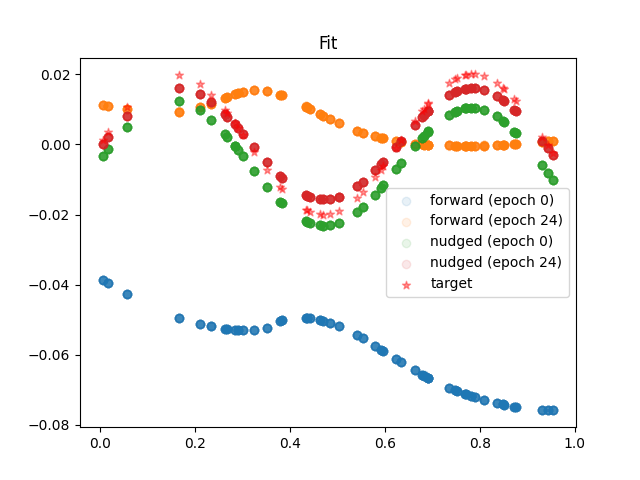 Fit
0.02
0.00
−0.02
−0.04
−0.06
−0.08
forward (epoch 0)
forward (epoch 24)
nudged (epoch 0)
nudged (epoch 24)
target
0.0 0.2 0.4 0.6 0.8 1.0